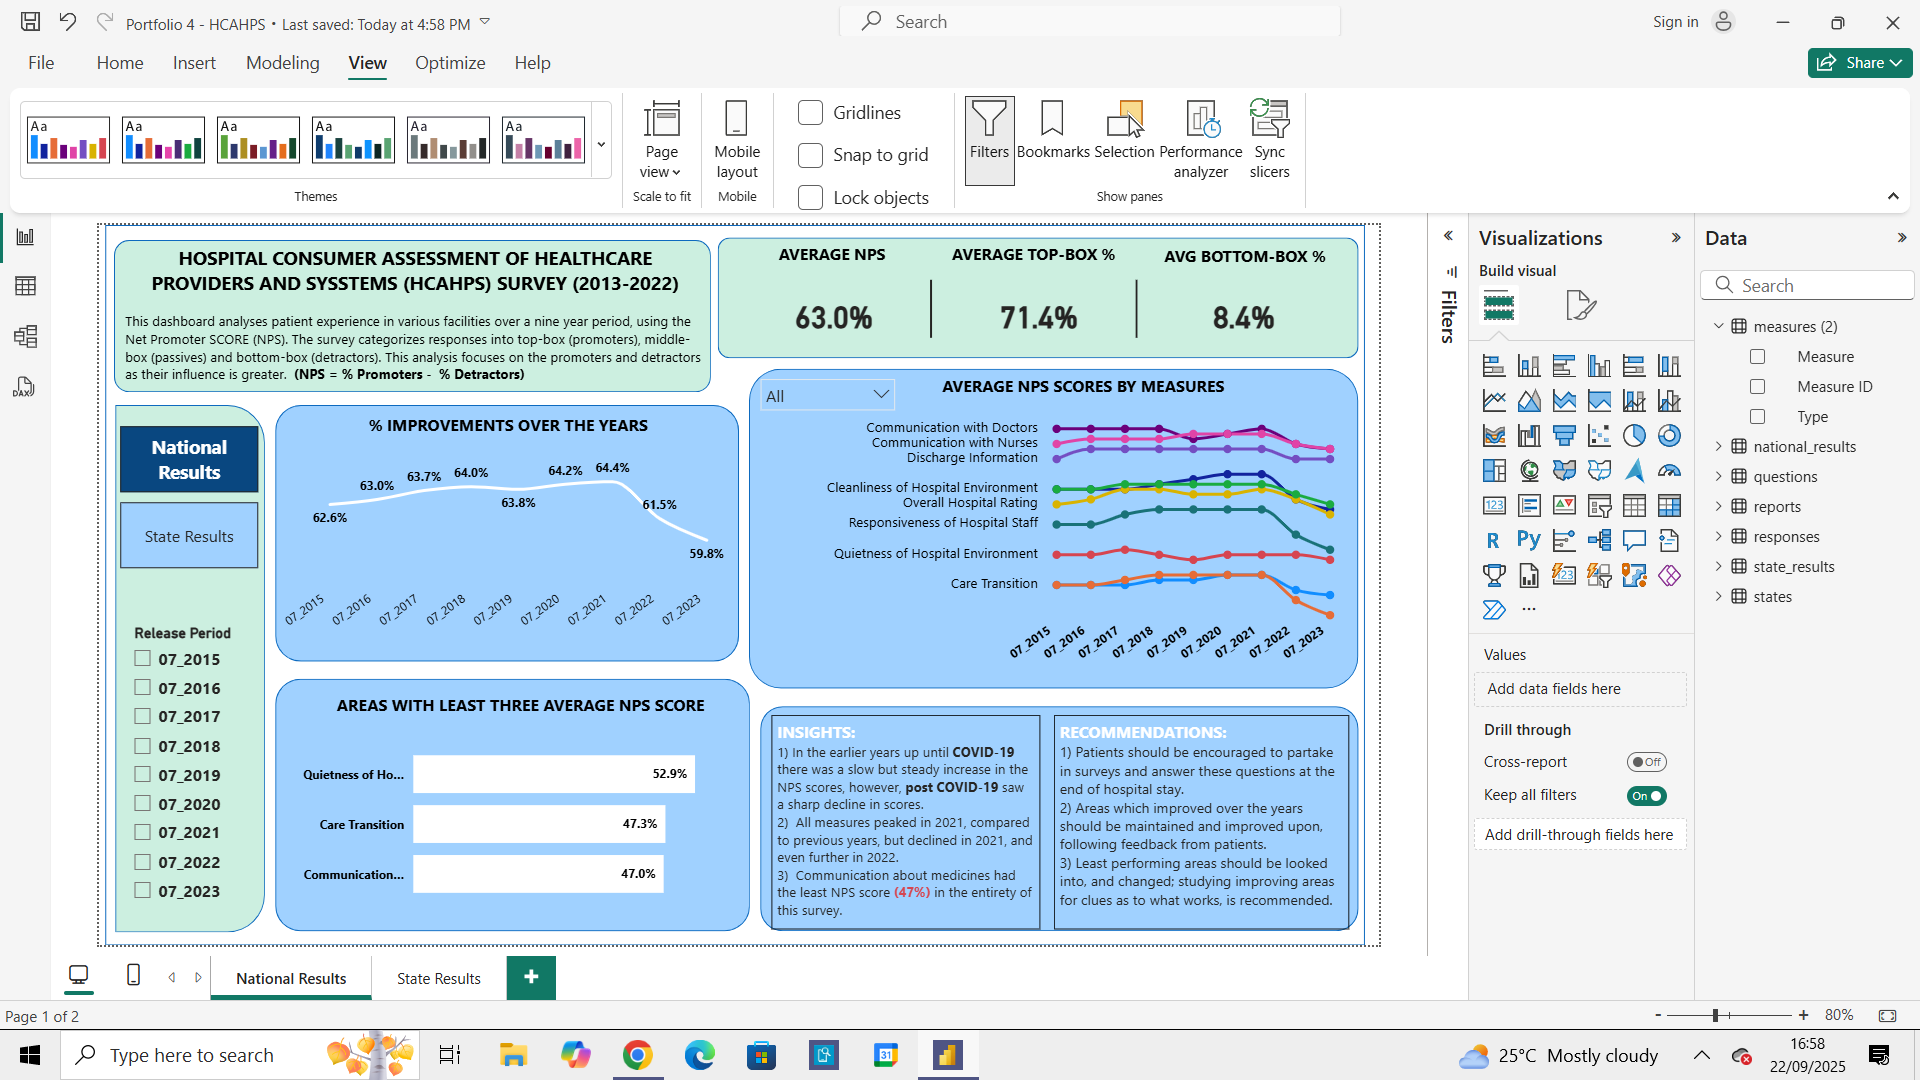 Portfolio 4 - HCAHPS • Last saved: Today at 4:58 PM
Search
Sign in
File
Home
Insert
Modeling
View
Optimize
Help
Share
Aa
Aa
Aa
Aa
Aa
Aa
Themes
Page
view
Scale to fit
Mobile
layout
Mobile
Gridlines
Snap to grid
Lock objects
Filters
Bookmarks
Selection
Performance
analyzer
Sync
slicers
Show panes
HOSPITAL CONSUMER ASSESSMENT OF HEALTHCARE
PROVIDERS AND SYSSTEMS (HCAHPS) SURVEY (2013-2022)
This dashboard analyses patient experience in various facilities over a nine year period, using the
Net Promoter SCORE (NPS). The survey categorizes responses into top-box (promoters), middle-
box (passives) and bottom-box (detractors). This analysis focuses on the promoters and detractors
as their influence is greater. (NPS = % Promoters - % Detractors)
AVERAGE NPS
63.0%
AVERAGE TOP-BOX %
71.4%
AVG BOTTOM-BOX %
8.4%
National
Results
State Results
Release Period
07_2015
07_2016
07_2017
07_2018
07_2019
07_2020
07_2021
07_2022
07_2023
% IMPROVEMENTS OVER THE YEARS
62.6%
63.0%
63.7%
64.0%
63.8%
64.2%
64.4%
61.5%
59.8%
07_2015
07_2016
07_2017
07_2018
07_2019
07_2020
07_2021
07_2022
07_2023
All
AVERAGE NPS SCORES BY MEASURES
Communication with Doctors
Communication with Nurses
Discharge Information
Cleanliness of Hospital Environment
Overall Hospital Rating
Responsiveness of Hospital Staff
Quietness of Hospital Environment
Care Transition
07_2015
07_2016
07_2017
07_2018
07_2019
07_2020
07_2021
07_2022
07_2023
AREAS WITH LEAST THREE AVERAGE NPS SCORE
Quietness of Ho...
52.9%
Care Transition
47.3%
Communication...
47.0%
INSIGHTS:
1) In the earlier years up until COVID-19
there was a slow but steady increase in the
NPS scores, however, post COVID-19 saw
a sharp decline in scores.
2) All measures peaked in 2021, compared
to previous years, but declined in 2021, and
even further in 2022.
3) Communication about medicines had
the least NPS score (47%) in the entirety of
this survey.
RECOMMENDATIONS:
1) Patients should be encouraged to partake
in surveys and answer these questions at the
end of hospital stay.
2) Areas which improved over the years
should be maintained and improved upon,
following feedback from patients.
3) Least performing areas should be looked
into, and changed; studying improving areas
for clues as to what works, is recommended.
Filters
Visualizations
Build visual
123
R
Py
123
Values
Add data fields here
Drill through
Cross-report
Off
Keep all filters
On
Add drill-through fields here
Data
Search
measures (2)
Measure
Measure ID
Type
national_results
questions
reports
responses
state_results
states
DAX
National Results
State Results
+
Page 1 of 2
- + 80%
Type here to search
31
25°C Mostly cloudy
16:58
22/09/2025